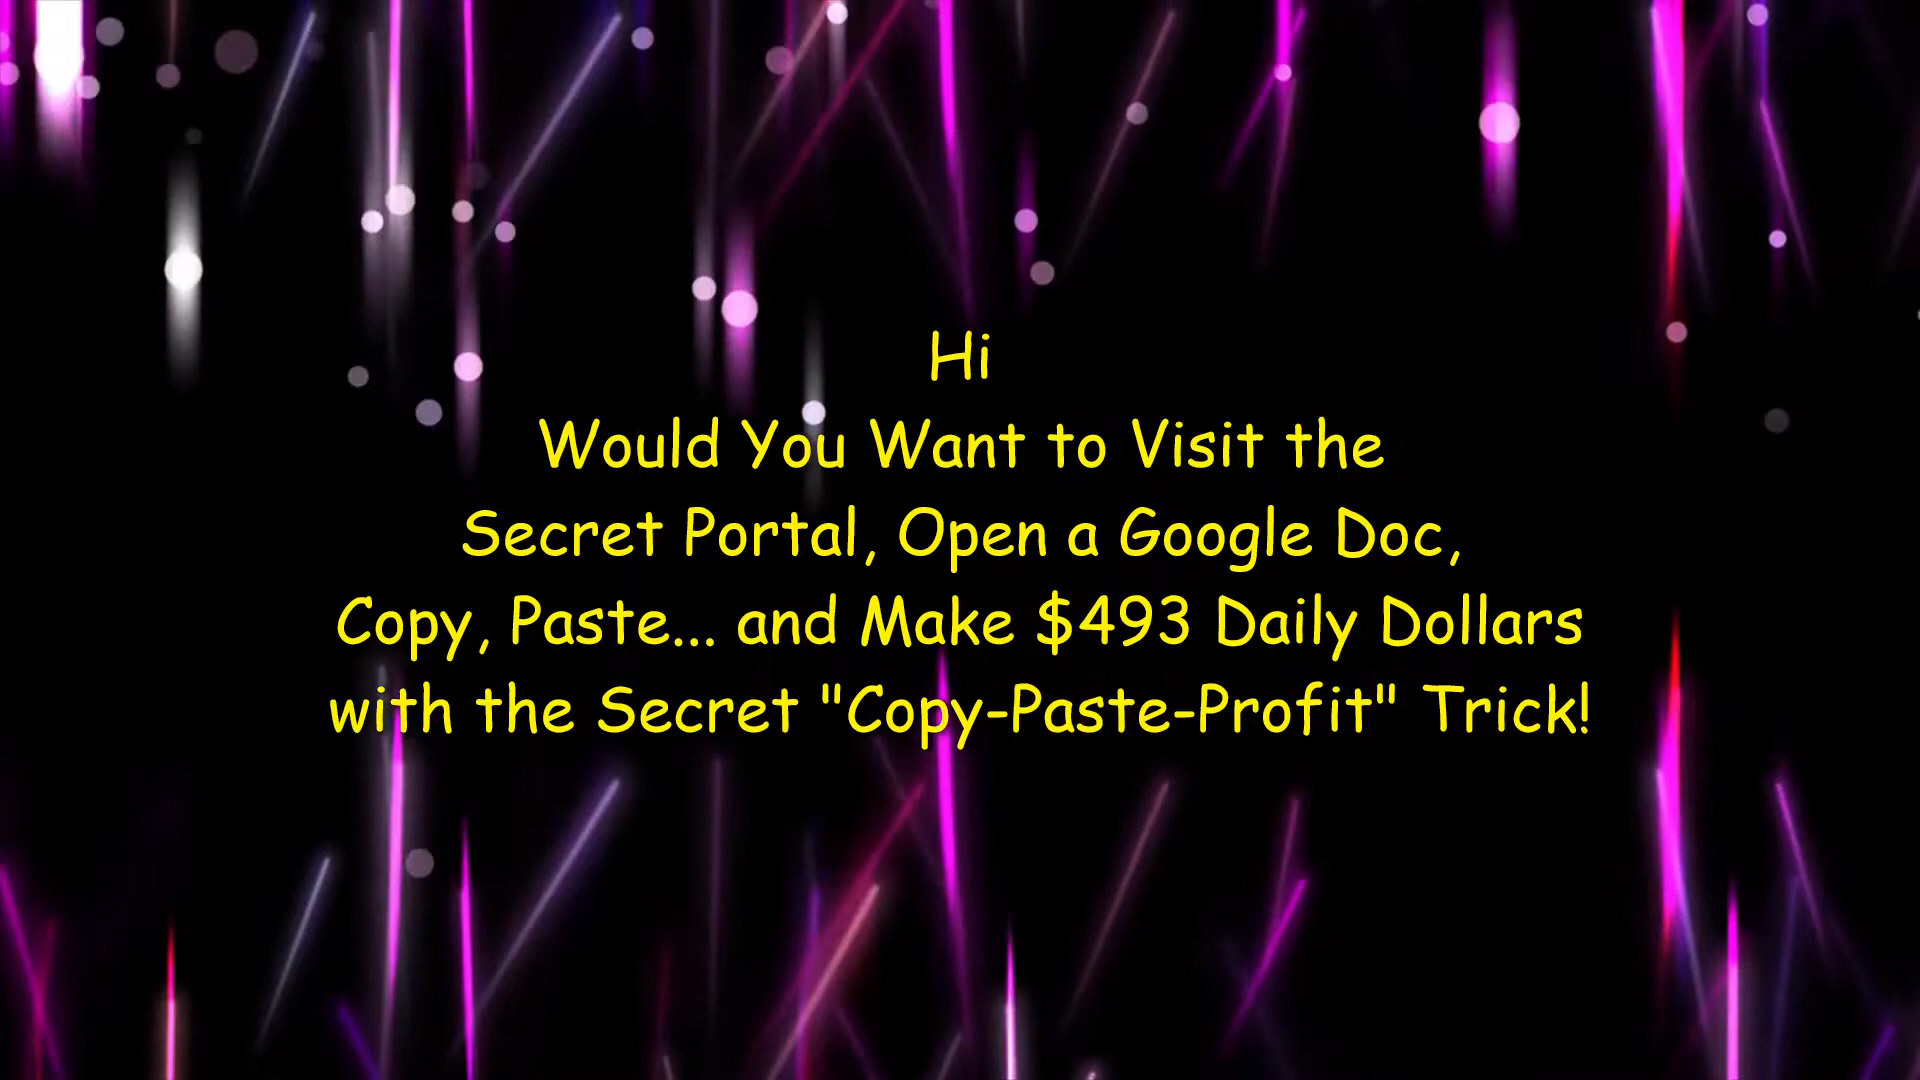 Hi
Would You Want to Visit the
Secret Portal, Open a Google Doc,
Copy, Paste... and Make $493 Daily Dollars
with the Secret "Copy-Paste-Profit" Trick!